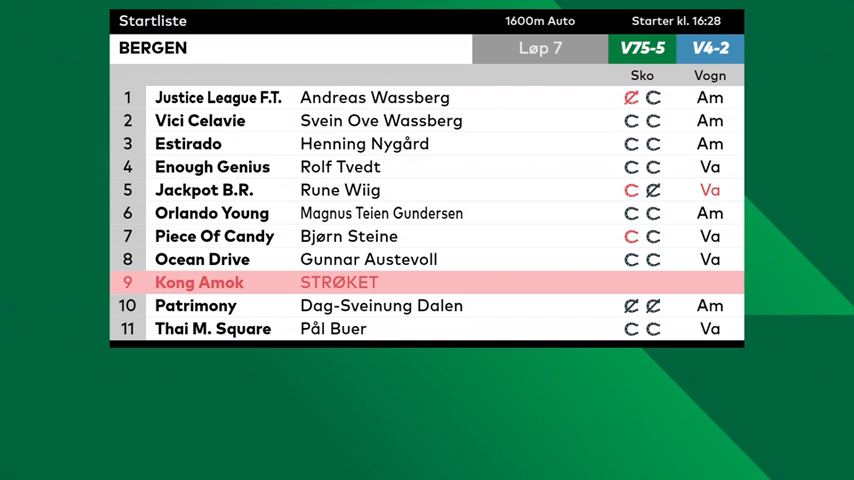 Startliste 1600m Auto Starter kl. 16:28
BERGEN Løp 7 V75-5 V4-2
Sko Vogn
1 Justice League F.T. Andreas Wassberg Am
2 Vici Celavie Svein Ove Wassberg Am
3 Estirado Henning Nygård Am
4 Enough Genius Rolf Tvedt Va
5 Jackpot B.R. Rune Wiig Va
6 Orlando Young Magnus Teien Gundersen Am
7 Piece Of Candy Bjørn Steine Va
8 Ocean Drive Gunnar Austevoll Va
9 Kong Amok STRØKET
10 Patrimony Dag-Sveinung Dalen Am
11 Thai M. Square Pål Buer Va